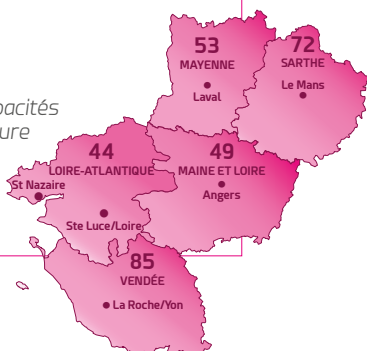 53
MAYENNE
Laval
72
SARTHE
Le Mans
44
LOIRE-ATLANTIQUE
St Nazaire
Ste Luce/Loire
49
MAINE ET LOIRE
Angers
85
VENDÉE
La Roche/Yon